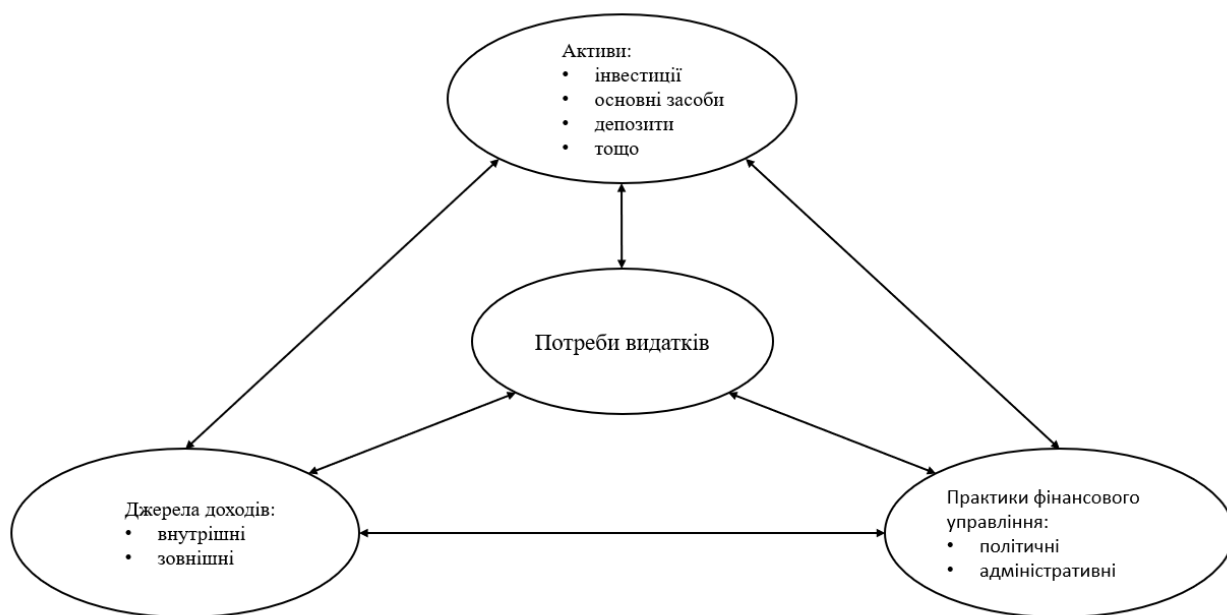 Активи:
• інвестиції
• основні засоби
• депозити
• тощо
Потреби видатків
Джерела доходів:
• внутрішні
• зовнішні
Практики фінансового
управління:
• політичні
• адміністративні